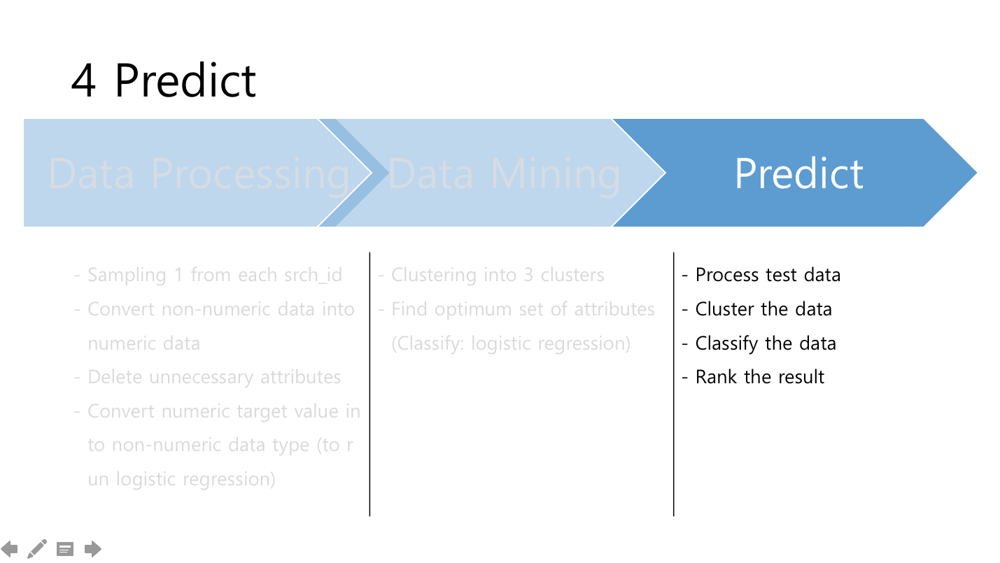 4 Predict
Data Processing
Data Mining
Predict
- Sampling 1 from each srch_id
- Convert non-numeric data into
numeric data
- Delete unnecessary attributes
- Convert numeric target value in
to non-numeric data type (to r
un logistic regression)
- Clustering into 3 clusters
- Find optimum set of attributes
(Classify: logistic regression)
- Process test data
- Cluster the data
- Classify the data
- Rank the result